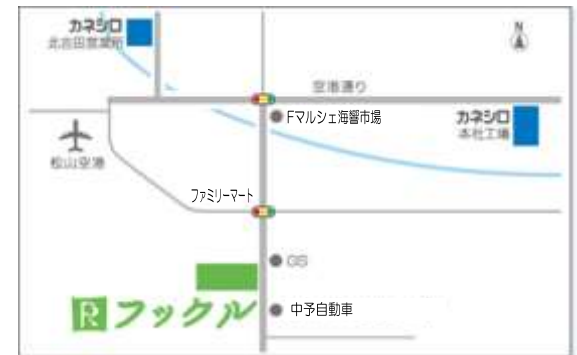 カネシロ
北吉田営業所
N
空港通り
Fマルシェ海響市場
カネシロ
本社工場
松山空港
ファミリーマート
GS
R フックル
中予自動車